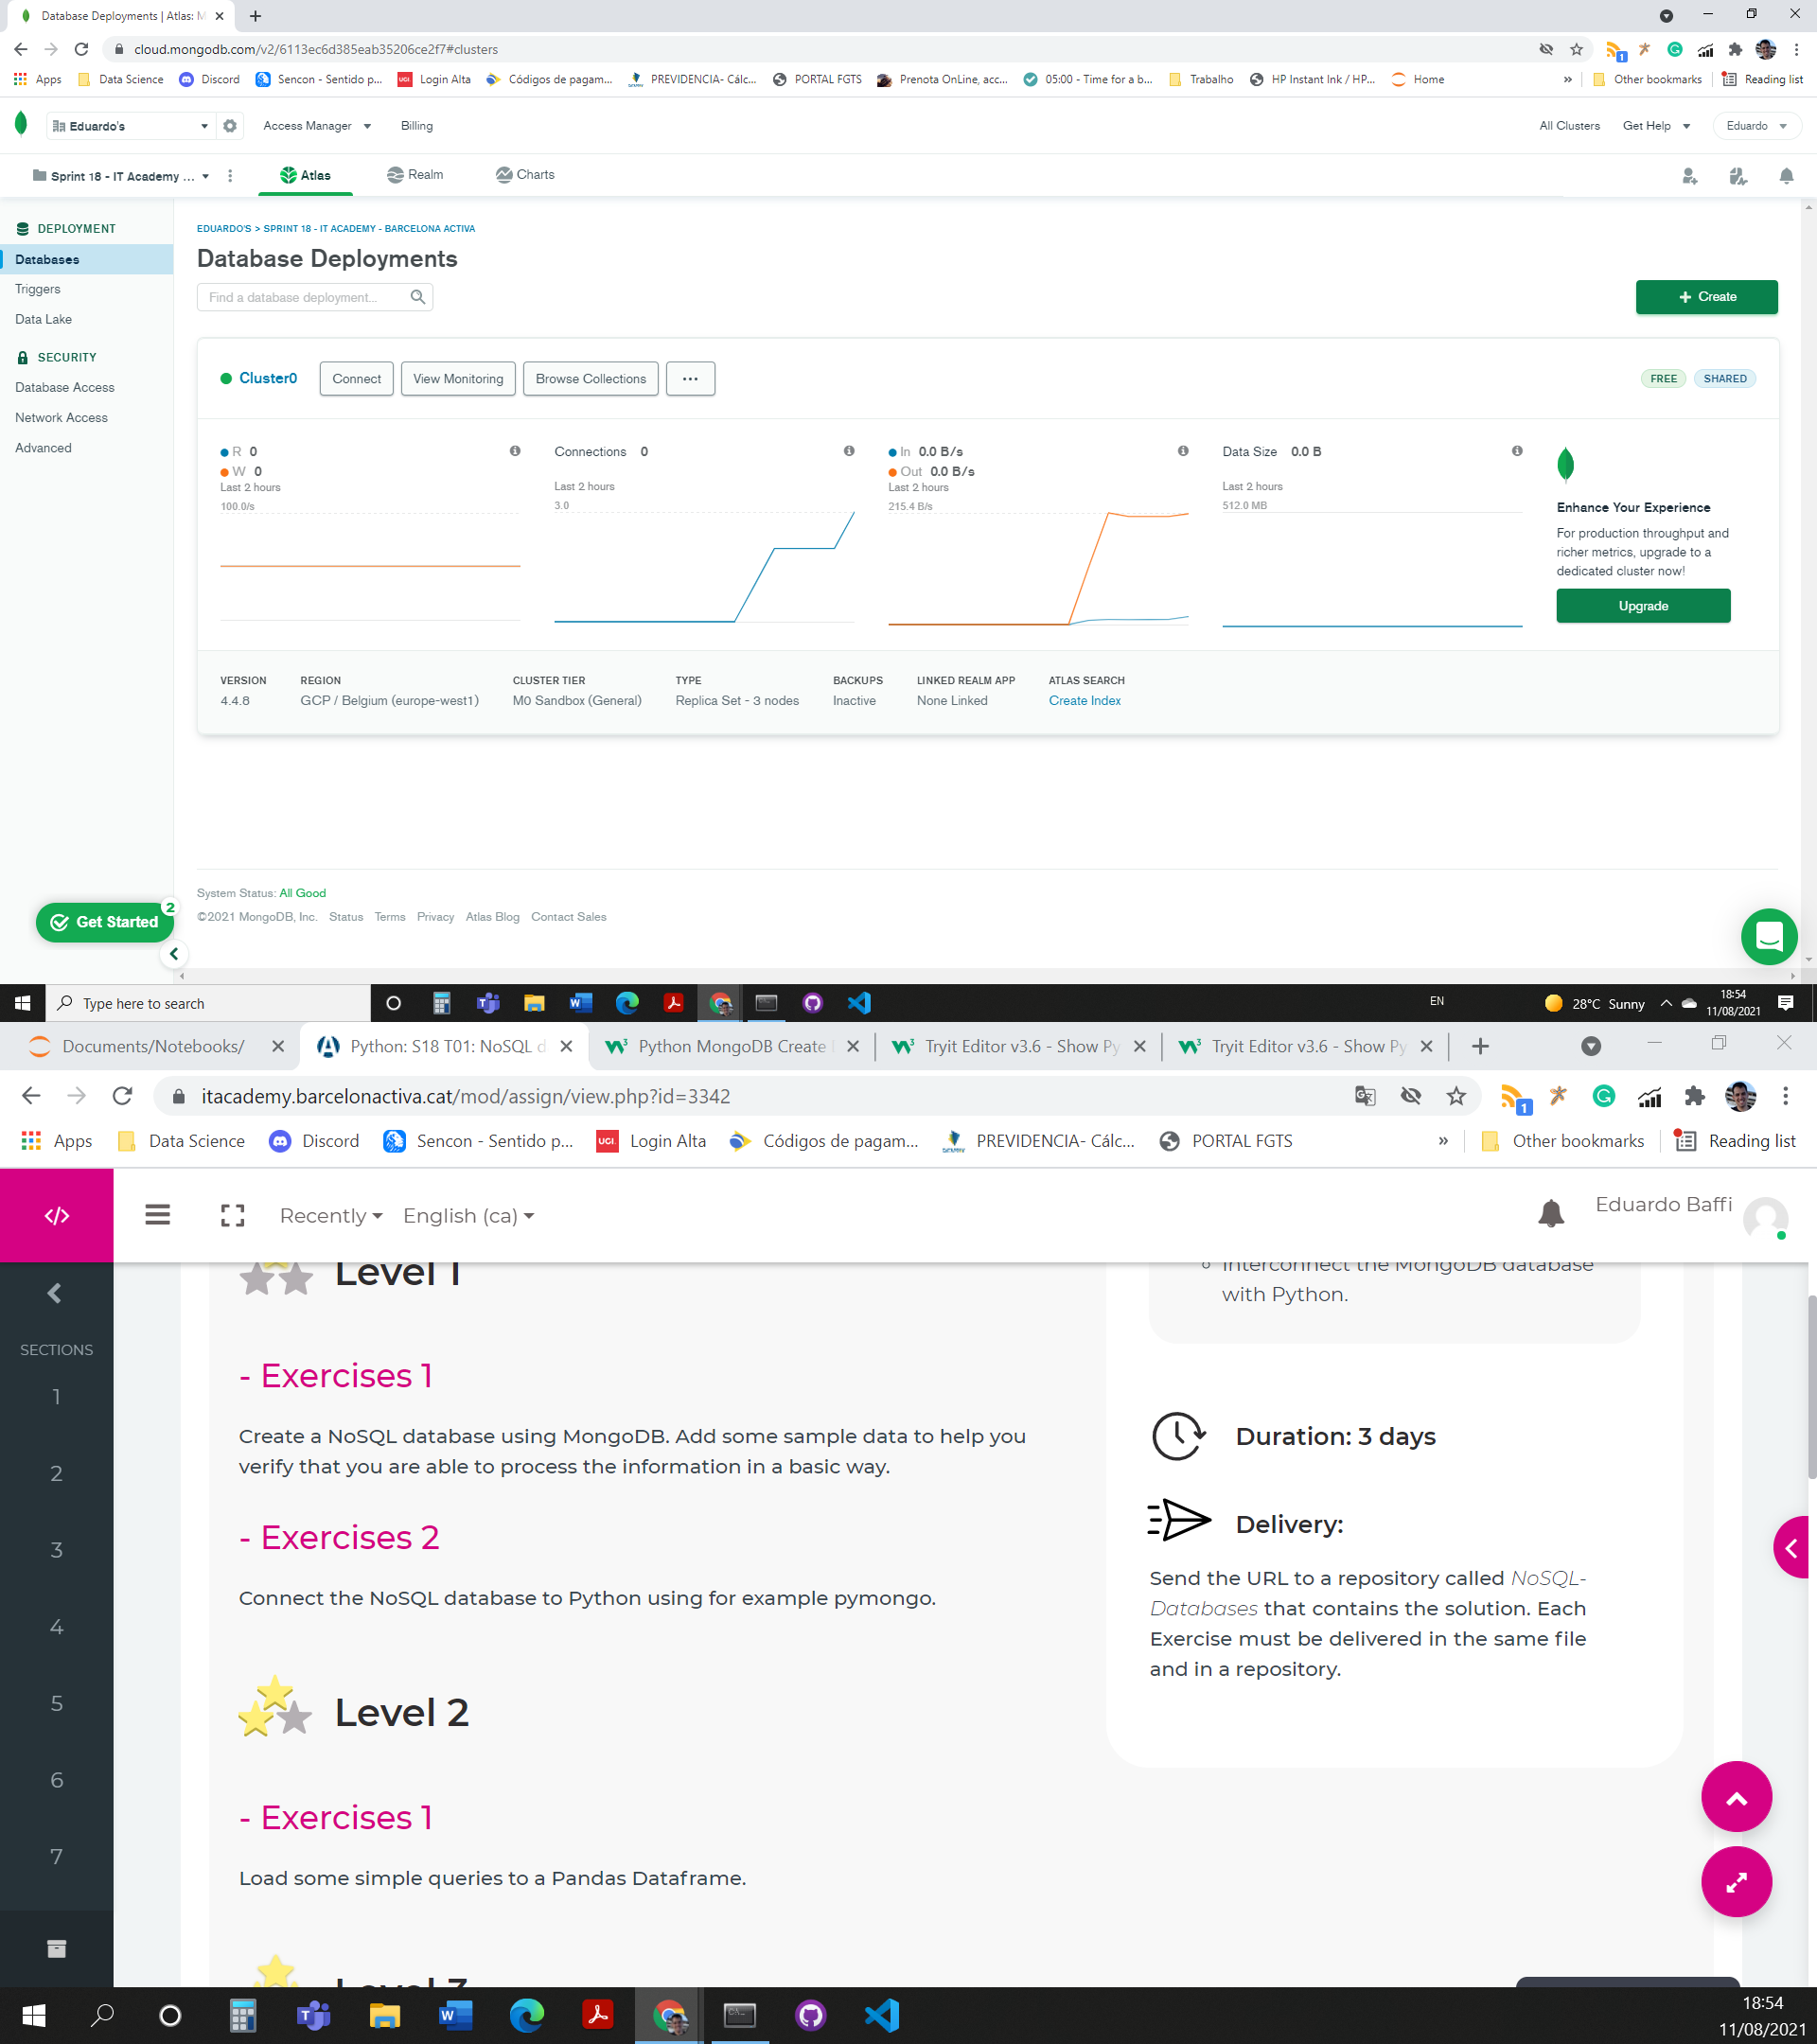 Database Deployments | Atlas: M
cloud.mongodb.com/v2/6113ec6d385eab35206ce2f7#clusters
1
Apps Data Science Discord Sencon - Sentido p... UCI Login Alta Códigos de pagam... PREVIDENCIA- Cálc... PORTAL FGTS Prenota OnLine, acc... 05:00 - Time for a b... Trabalho HP Instant Ink / HP... Home » Other bookmarks Reading list
Eduardo's Access Manager Billing All Clusters Get Help Eduardo
Sprint 18 - IT Academy ... Atlas Realm Charts
DEPLOYMENT
Databases
Triggers
Data Lake
SECURITY
Database Access
Network Access
Advanced
EDUARDO'S > SPRINT 18 - IT ACADEMY - BARCELONA ACTIVA
Database Deployments
Find a database deployment...
+ Create
Cluster0 Connect View Monitoring Browse Collections ... FREE SHARED
R 0
W 0
Last 2 hours
100.0/s
Connections 0
Last 2 hours
3.0
In 0.0 B/s
Out 0.0 B/s
Last 2 hours
215.4 B/s
Data Size 0.0 B
Last 2 hours
512.0 MB
Enhance Your Experience
For production throughput and
richer metrics, upgrade to a
dedicated cluster now!
Upgrade
VERSION REGION CLUSTER TIER TYPE BACKUPS LINKED REALM APP ATLAS SEARCH
4.4.8 GCP / Belgium (europe-west1) M0 Sandbox (General) Replica Set - 3 nodes Inactive None Linked Create Index
System Status: All Good
©2021 MongoDB, Inc. Status Terms Privacy Atlas Blog Contact Sales
Get Started 2
Type here to search EN 28°C Sunny 18:54
11/08/2021
Documents/Notebooks/ Python: S18 T01: NoSQL d Python MongoDB Create Tryit Editor v3.6 - Show Py Tryit Editor v3.6 - Show Py
itacademy.barcelonactiva.cat/mod/assign/view.php?id=3342
1
Apps Data Science Discord Sencon - Sentido p... UCI Login Alta Códigos de pagam... PREVIDENCIA- Cálc... PORTAL FGTS » Other bookmarks Reading list
</> Recently English (ca) Eduardo Baffi
SECTIONS
1
2
3
4
5
6
7
Level 1
- Exercises 1
Create a NoSQL database using MongoDB. Add some sample data to help you
verify that you are able to process the information in a basic way.
- Exercises 2
Connect the NoSQL database to Python using for example pymongo.
Level 2
- Exercises 1
Load some simple queries to a Pandas Dataframe.
Level 3
Interconnect the MongoDB database
with Python.
Duration: 3 days
Delivery:
Send the URL to a repository called NoSQL-
Databases that contains the solution. Each
Exercise must be delivered in the same file
and in a repository.
18:54
11/08/2021